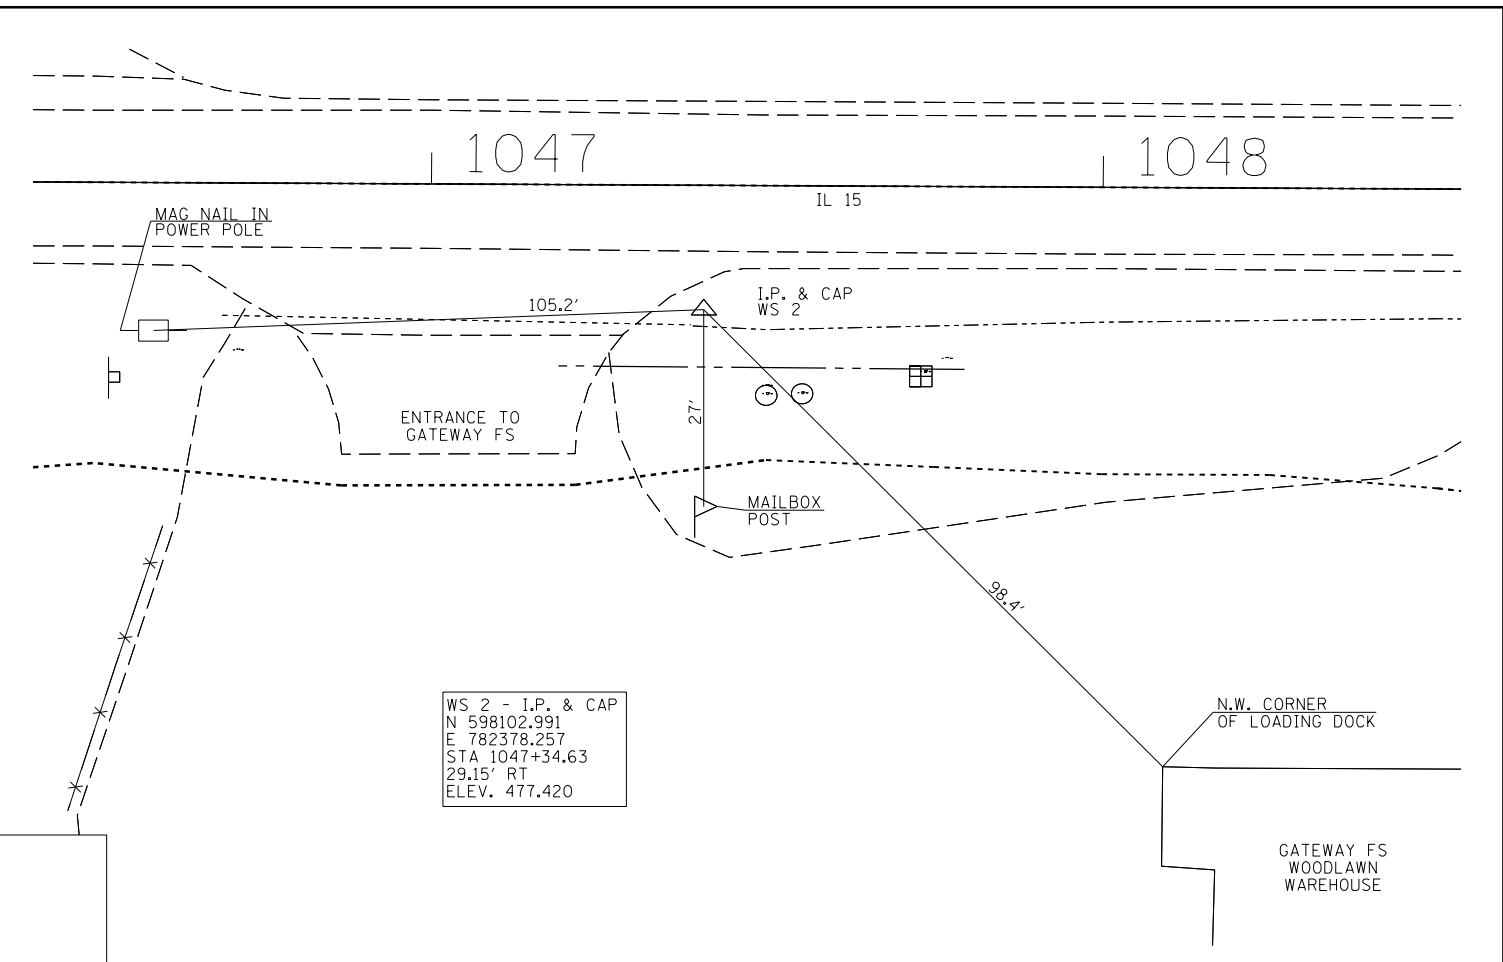 1047
1048
IL 15
MAG NAIL IN
POWER POLE
105.2'
I.P. & CAP
WS 2
27'
ENTRANCE TO
GATEWAY FS
MAILBOX
POST
98.4'
WS 2 - I.P. & CAP
N 598102.991
E 782378.257
STA 1047+34.63
29.15' RT
ELEV. 477.420
N.W. CORNER
OF LOADING DOCK
GATEWAY FS
WOODLAWN
WAREHOUSE